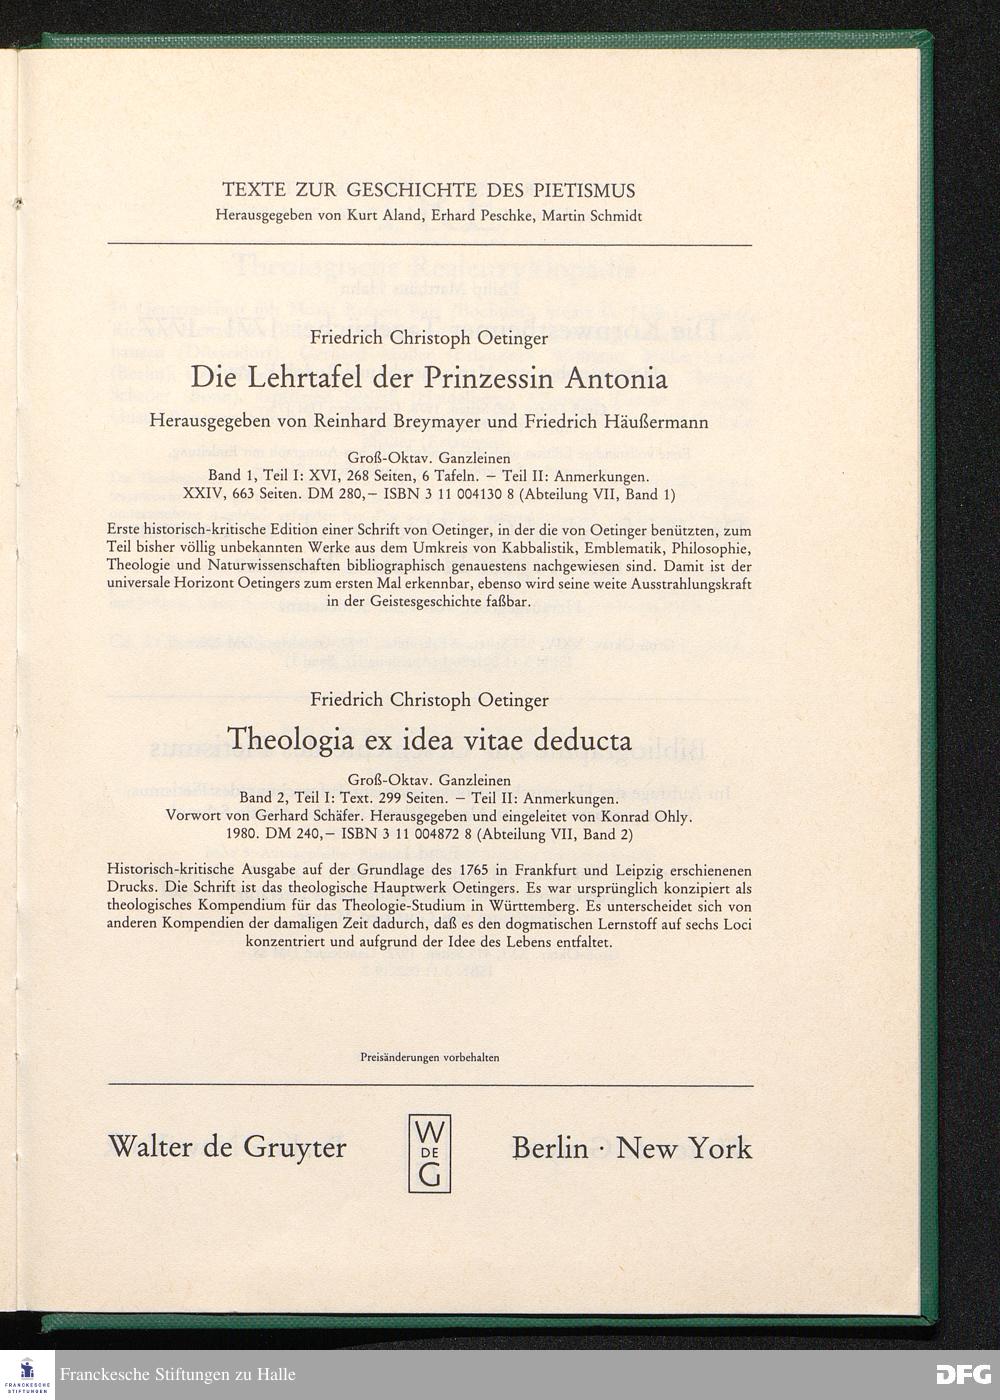 TEXTE ZUR GESCHICHTE DES PIETISMUS
Herausgegeben von Kurt Aland, Erhard Peschke, Martin Schmidt
Friedrich Christoph Oetinger
Die Lehrtafel der Prinzessin Antonia
Herausgegeben von Reinhard Breymayer und Friedrich Häußermann
Groß-Oktav. Ganzleinen
Band 1, Teil I: XVI, 268 Seiten, 6 Tafeln. – Teil II: Anmerkungen.
XXIV, 663 Seiten. DM 280,– ISBN 3 11 004130 8 (Abteilung VII, Band 1)
Erste historisch-kritische Edition einer Schrift von Oetinger, in der die von Oetinger benützten, zum
Teil bisher völlig unbekannten Werke aus dem Umkreis von Kabbalistik, Emblematik, Philosophie,
Theologie und Naturwissenschaften bibliographisch genauestens nachgewiesen sind. Damit ist der
universale Horizont Oetingers zum ersten Mal erkennbar, ebenso wird seine weite Ausstrahlungskraft
in der Geistesgeschichte faßbar.
Friedrich Christoph Oetinger
Theologia ex idea vitae deducta
Groß-Oktav. Ganzleinen
Band 2, Teil I: Text. 299 Seiten. – Teil II: Anmerkungen.
Vorwort von Gerhard Schäfer. Herausgegeben und eingeleitet von Konrad Ohly.
1980. DM 240,– ISBN 3 11 004872 8 (Abteilung VII, Band 2)
Historisch-kritische Ausgabe auf der Grundlage des 1765 in Frankfurt und Leipzig erschienenen
Drucks. Die Schrift ist das theologische Hauptwerk Oetingers. Es war ursprünglich konzipiert als
theologisches Kompendium für das Theologie-Studium in Württemberg. Es unterscheidet sich von
anderen Kompendien der damaligen Zeit dadurch, daß es den dogmatischen Lernstoff auf sechs Loci
konzentriert und aufgrund der Idee des Lebens entfaltet.
Preisänderungen vorbehalten
Walter de Gruyter
W
DE
G
Berlin · New York
FRANCKESCHE
STIFTUNGEN
Franckesche Stiftungen zu Halle
DFG